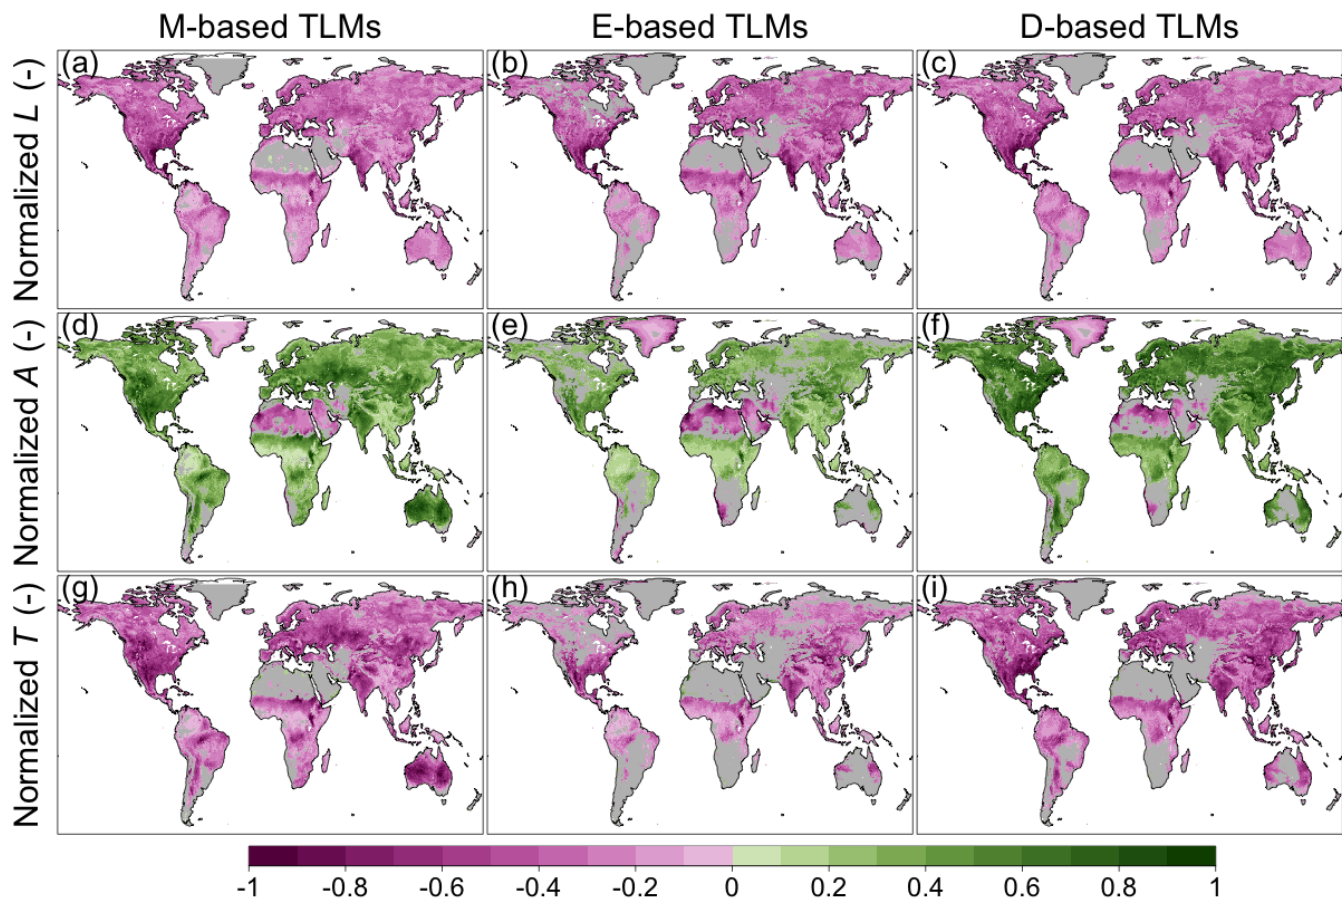 M-based TLMs E-based TLMs D-based TLMs
Normalized L (-)
(a) (b) (c)
Normalized A (-)
(d) (e) (f)
Normalized T (-)
(g) (h) (i)
-1 -0.8 -0.6 -0.4 -0.2 0 0.2 0.4 0.6 0.8 1